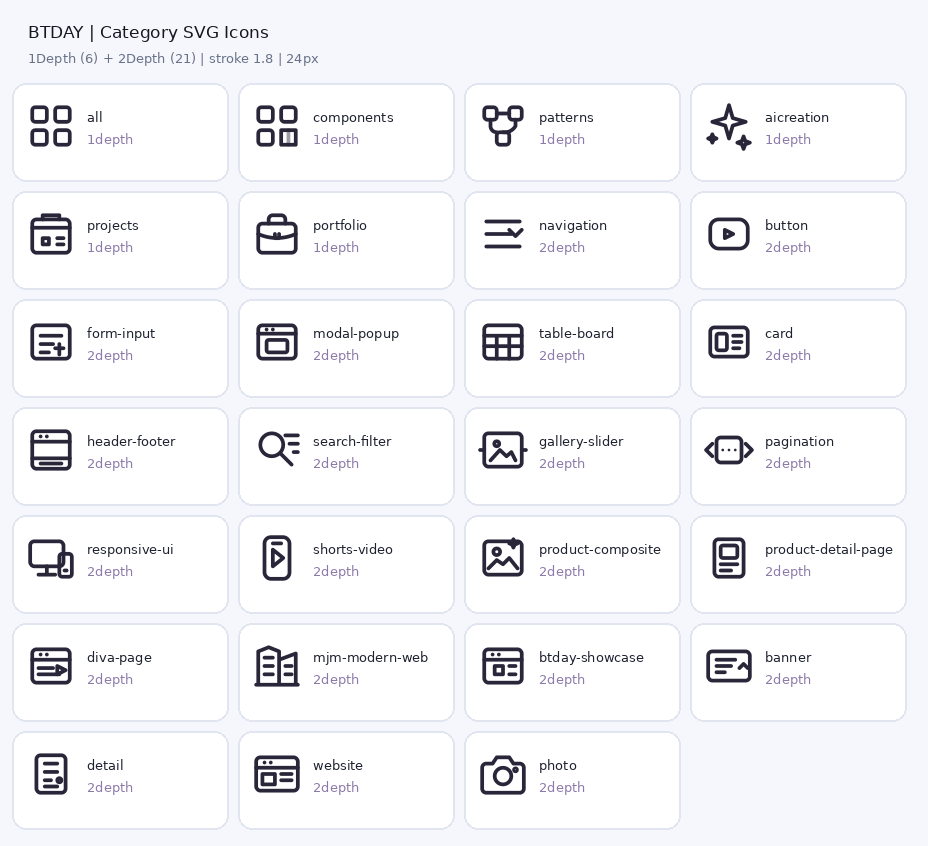 BTDAY | Category SVG Icons
1Depth (6) + 2Depth (21) | stroke 1.8 | 24px
all
1depth
components
1depth
patterns
1depth
aicreation
1depth
projects
1depth
portfolio
1depth
navigation
2depth
button
2depth
form-input
2depth
modal-popup
2depth
table-board
2depth
card
2depth
header-footer
2depth
search-filter
2depth
gallery-slider
2depth
pagination
2depth
responsive-ui
2depth
shorts-video
2depth
product-composite
2depth
product-detail-page
2depth
diva-page
2depth
mjm-modern-web
2depth
btday-showcase
2depth
banner
2depth
detail
2depth
website
2depth
photo
2depth